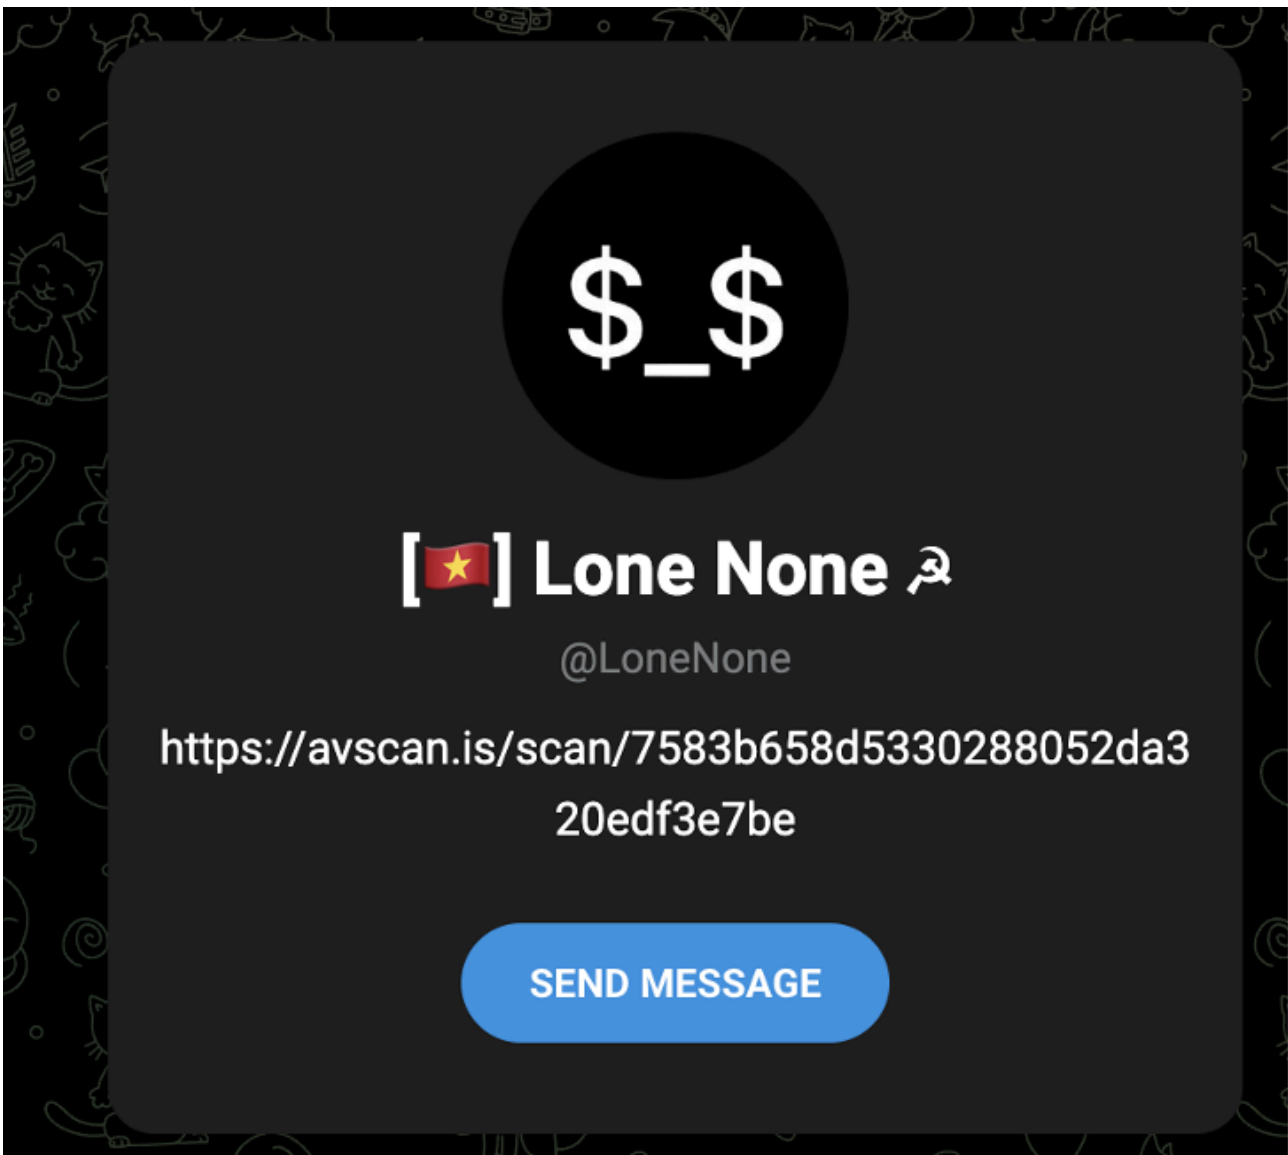 $_$
[🇻🇳] Lone None ☭
@LoneNone
https://avscan.is/scan/7583b658d5330288052da3
20edf3e7be
SEND MESSAGE